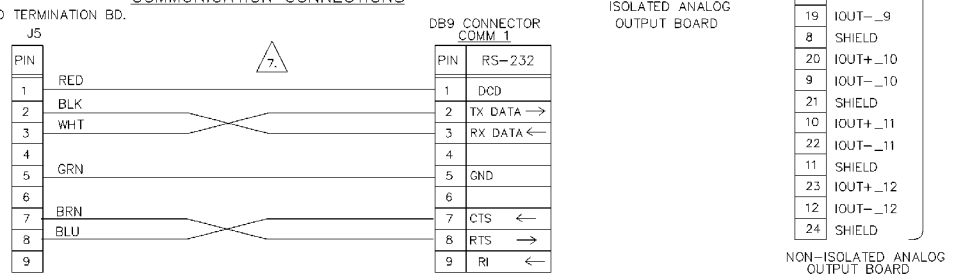 COMMUNICATION CONNECTIONS
TERMINATION BD.
J5
PIN
1
2
3
4
5
6
7
8
9
RED
BLK
WHT
GRN
BRN
BLU
7.
DB9 CONNECTOR
COMM 1
PIN RS-232
1 DCD
2 TX DATA →
3 RX DATA ←
4
5 GND
6
7 CTS ←
8 RTS →
9 RI ←
ISOLATED ANALOG
OUTPUT BOARD
19 IOUT-_9
8 SHIELD
20 IOUT+_10
9 IOUT-_10
21 SHIELD
10 IOUT+_11
22 IOUT-_11
11 SHIELD
23 IOUT+_12
12 IOUT-_12
24 SHIELD
NON-ISOLATED ANALOG
OUTPUT BOARD